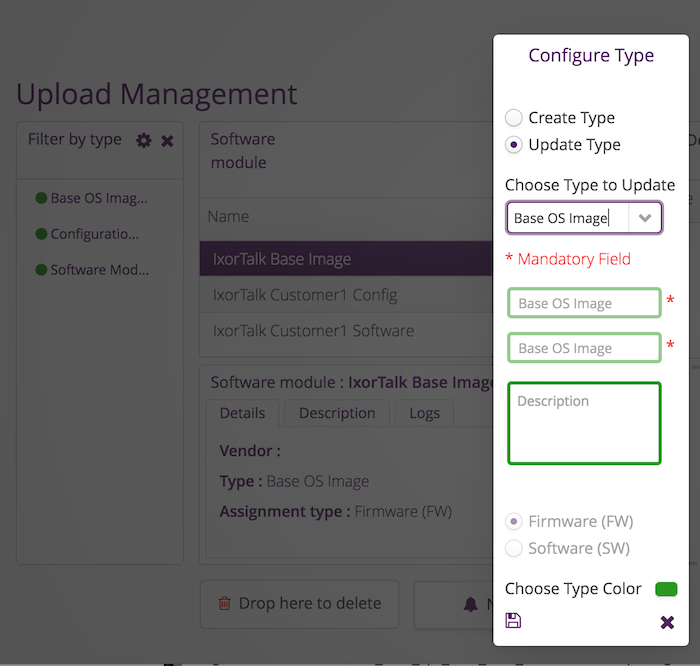 Upload Management
Filter by type
Base OS Imag...
Configuratio...
Software Mod...
Software
module
Name
IxorTalk Base Image
IxorTalk Customer1 Config
IxorTalk Customer1 Software
Software module : IxorTalk Base Image
Details Description Logs
Vendor :
Type : Base OS Image
Assignment type : Firmware (FW)
Drop here to delete
Configure Type
Create Type
Update Type
Choose Type to Update
Base OS Image
* Mandatory Field
Base OS Image *
Base OS Image *
Description
Firmware (FW)
Software (SW)
Choose Type Color